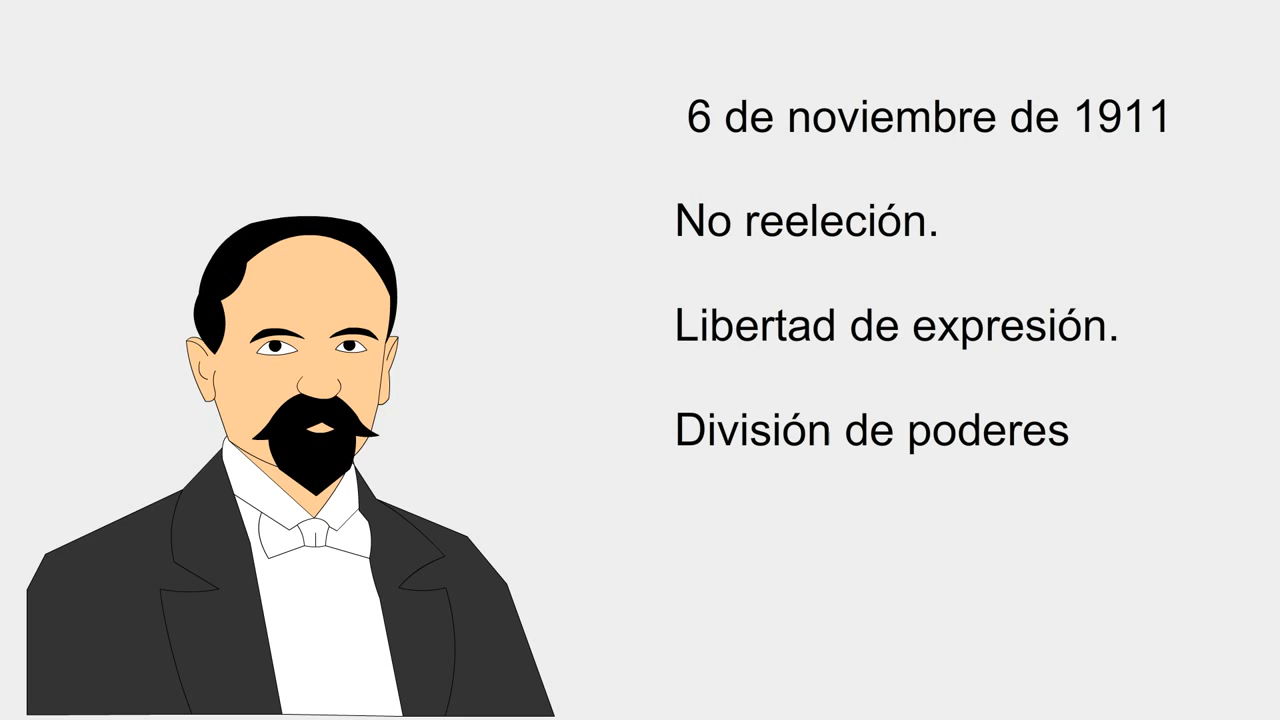 6 de noviembre de 1911
No reeleción.
Libertad de expresión.
División de poderes